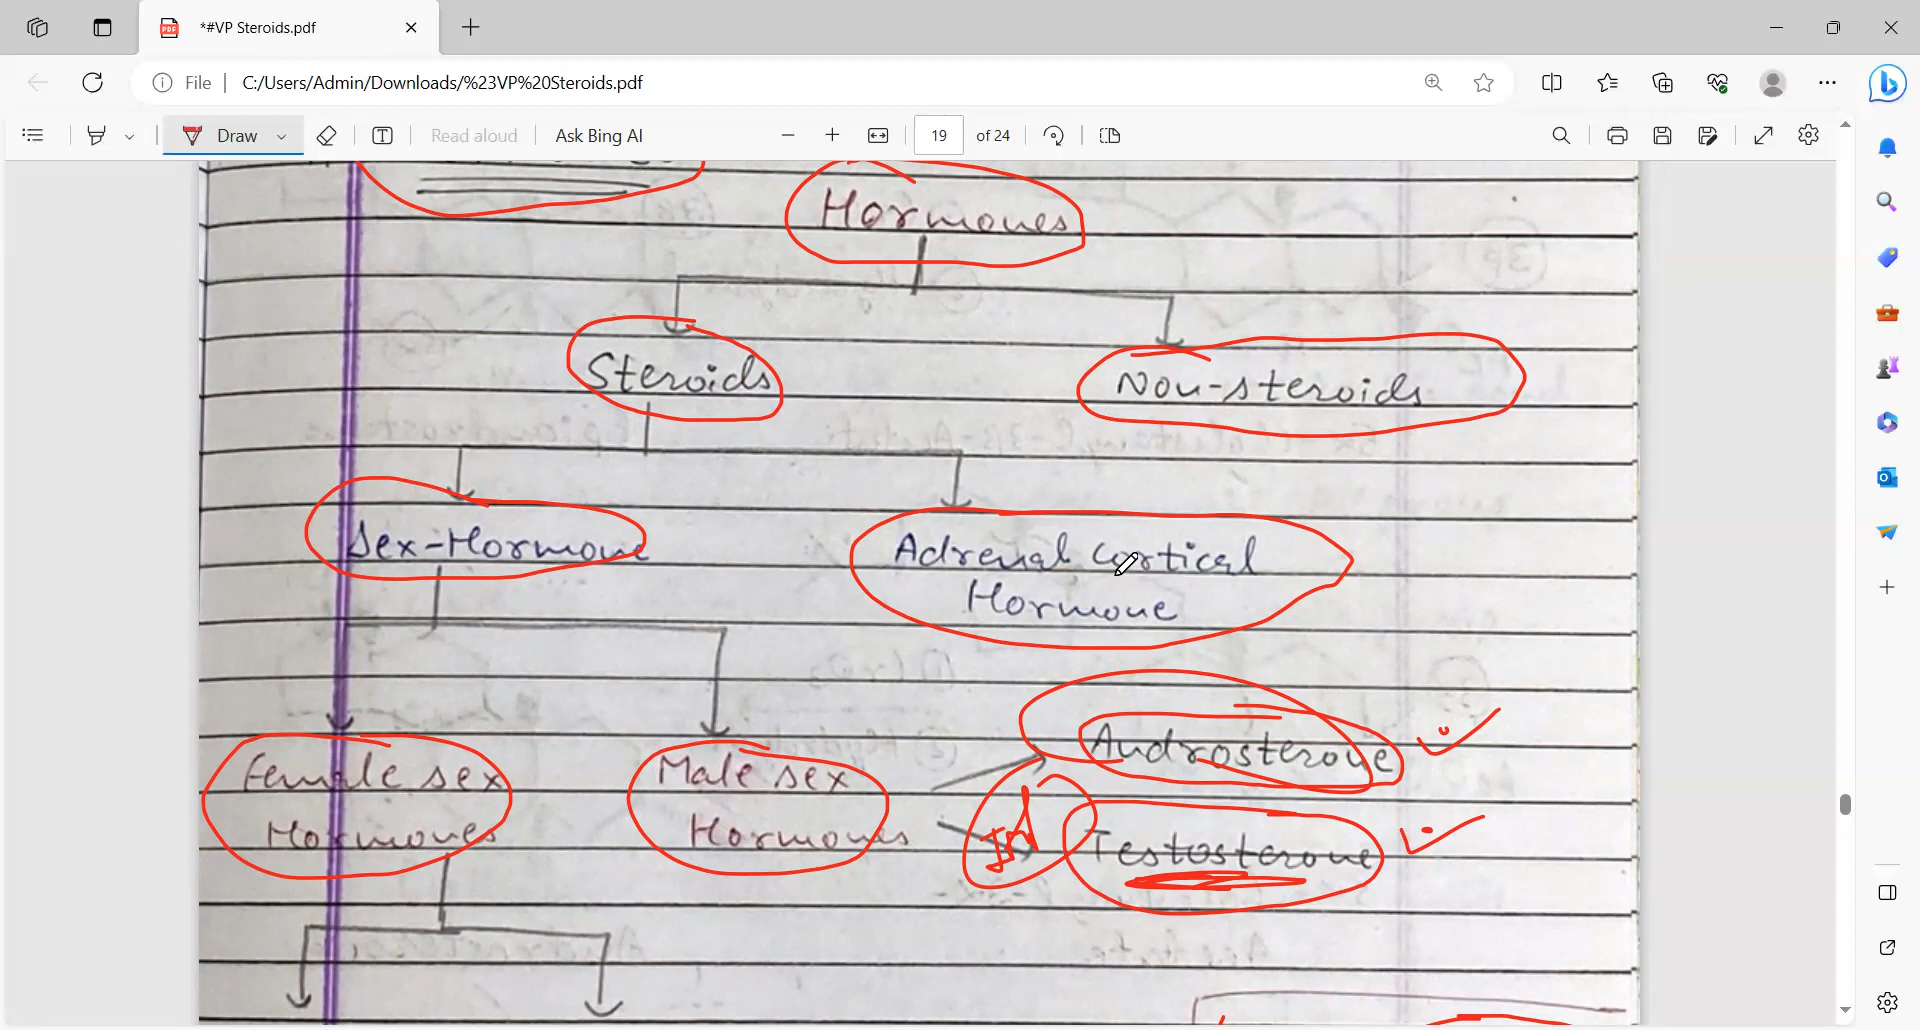 *#VP Steroids.pdf
File | C:/Users/Admin/Downloads/%23VP%20Steroids.pdf
Draw
Read aloud
Ask Bing AI
19 of 24
Hormones
Steroids
Non-steroids
Sex-Hormone
Adrenal Cortical
Hormone
Female sex
Hormones
Male sex
Hormones
Androsterone
Testosterone